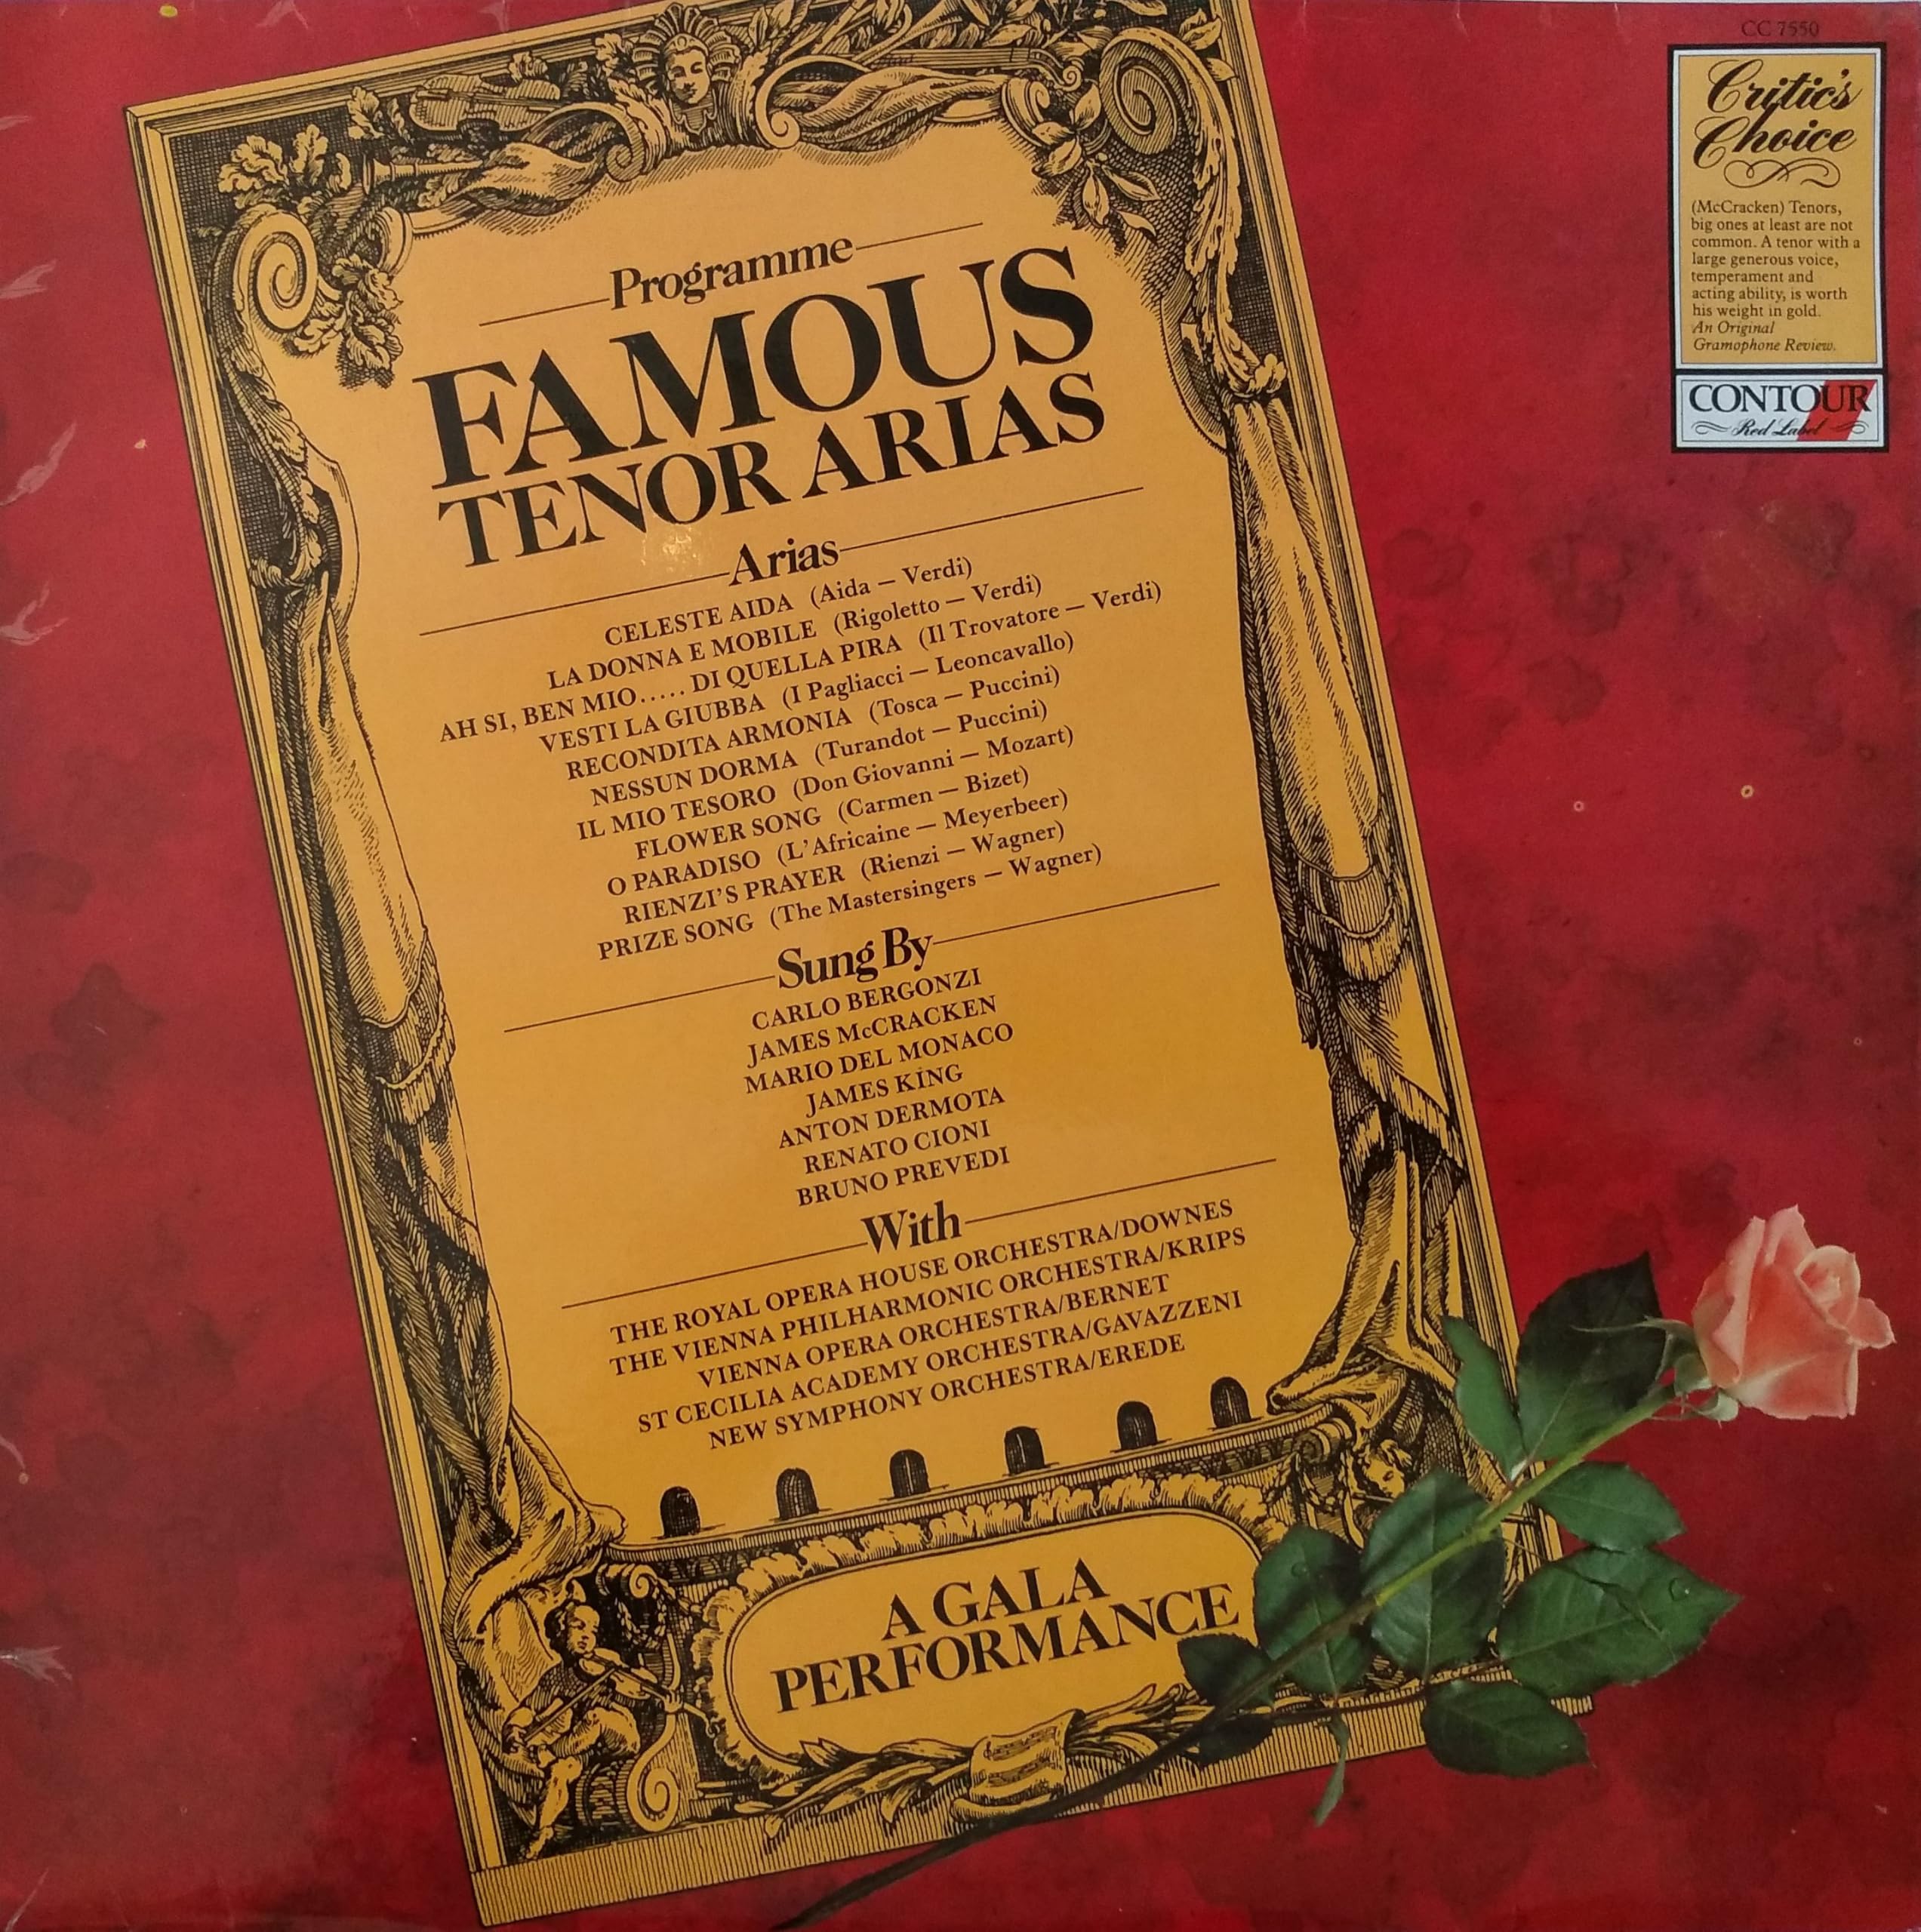 CC 7550
Critic's
Choice
(McCracken) Tenors,
big ones at least are not
common. A tenor with a
large generous voice,
temperament and
acting ability, is worth
his weight in gold.
An Original
Gramophone Review.
CONTOUR
Red Label
Programme
FAMOUS
TENOR ARIAS
Arias
CELESTE AIDA (Aida – Verdi)
LA DONNA E MOBILE (Rigoletto – Verdi)
AH SI, BEN MIO..... DI QUELLA PIRA (Il Trovatore – Verdi)
VESTI LA GIUBBA (I Pagliacci – Leoncavallo)
RECONDITA ARMONIA (Tosca – Puccini)
NESSUN DORMA (Turandot – Puccini)
IL MIO TESORO (Don Giovanni – Mozart)
FLOWER SONG (Carmen – Bizet)
O PARADISO (L'Africaine – Meyerbeer)
RIENZI'S PRAYER (Rienzi – Wagner)
PRIZE SONG (The Mastersingers – Wagner)
Sung By
CARLO BERGONZI
JAMES McCRACKEN
MARIO DEL MONACO
JAMES KING
ANTON DERMOTA
RENATO CIONI
BRUNO PREVEDI
With
THE ROYAL OPERA HOUSE ORCHESTRA/DOWNES
THE VIENNA PHILHARMONIC ORCHESTRA/KRIPS
VIENNA OPERA ORCHESTRA/BERNET
ST CECILIA ACADEMY ORCHESTRA/GAVAZZENI
NEW SYMPHONY ORCHESTRA/EREDE
A GALA
PERFORMANCE